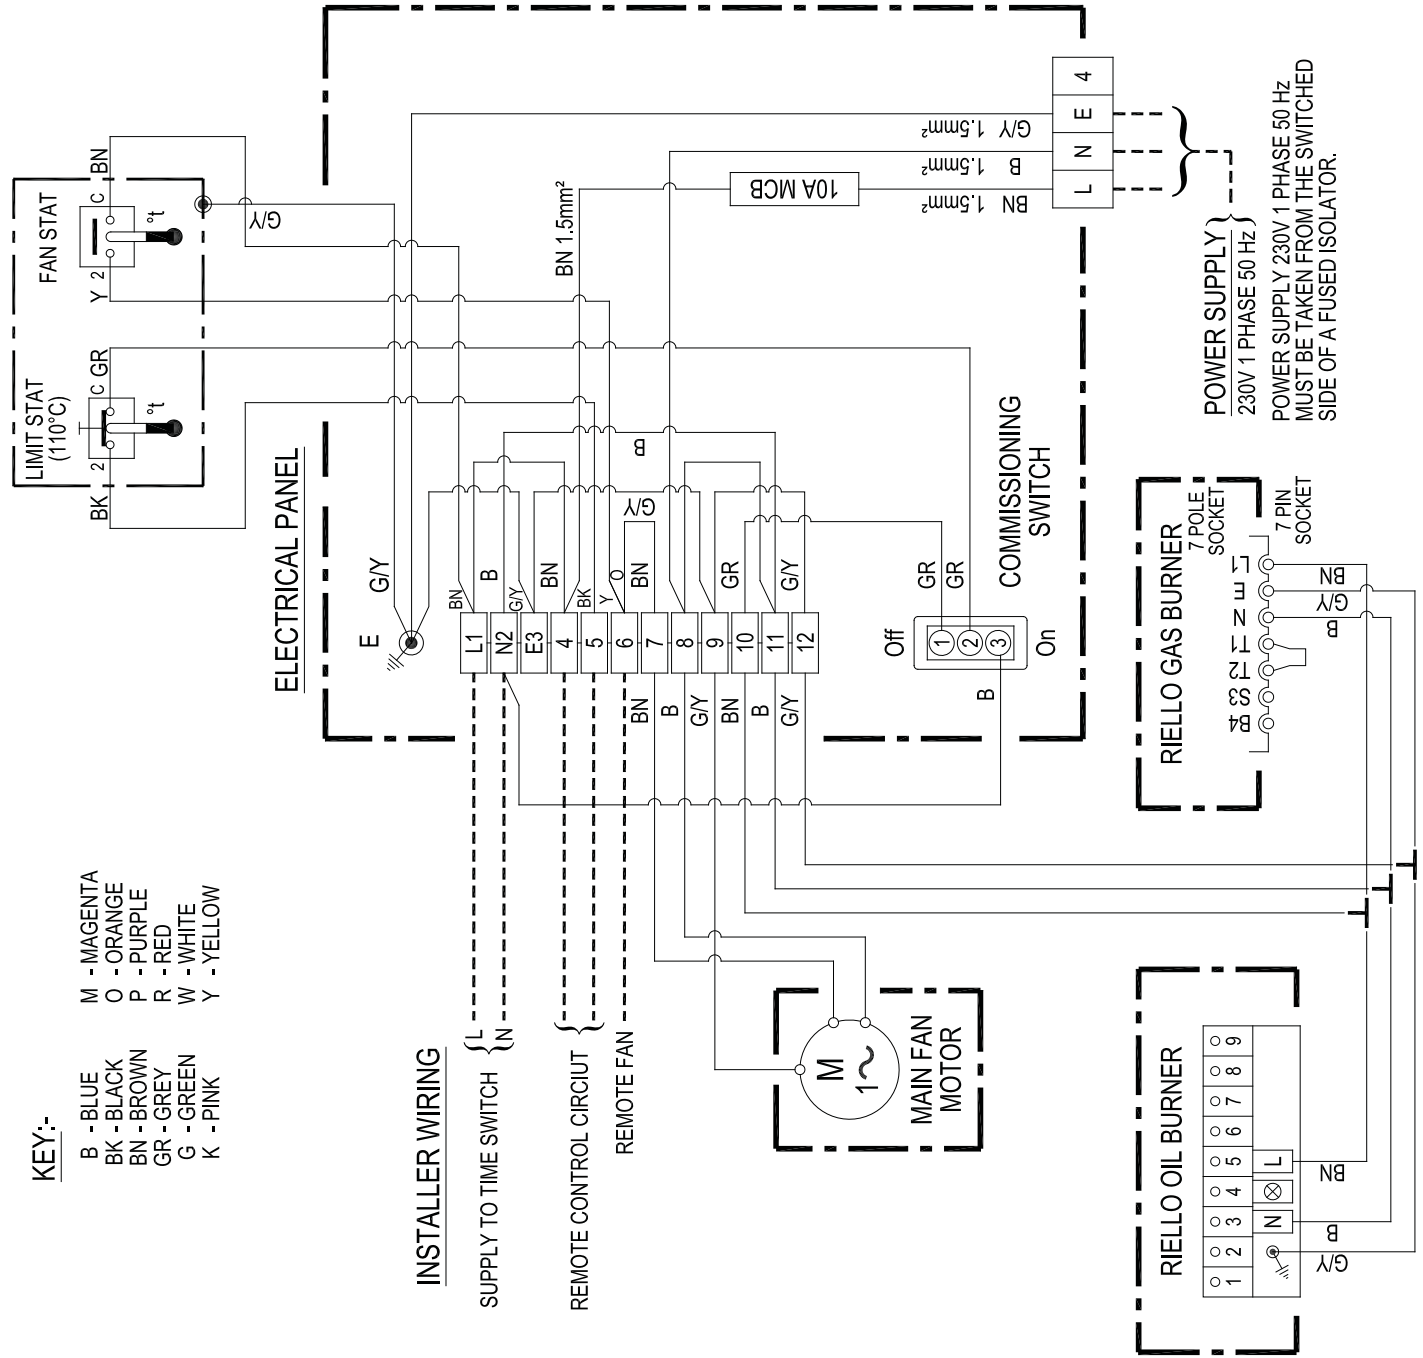 KEY:-
B - BLUE
BK - BLACK
BN - BROWN
GR - GREY
G - GREEN
K - PINK
M - MAGENTA
O - ORANGE
P - PURPLE
R - RED
W - WHITE
Y - YELLOW
LIMIT STAT
(110°C)
BK
2
C
GR
°t
FAN STAT
Y
2
C
BN
°t
G/Y
ELECTRICAL PANEL
E
G/Y
BN
B
G/Y
BN
BK
Y
O
BN
G/Y
B
GR
G/Y
BN 1.5mm²
10A MCB
G/Y 1.5mm²
B 1.5mm²
BN 1.5mm²
L
N
E
4
L1
N2
E3
4
5
6
7
8
9
10
11
12
BN
B
G/Y
BN
B
G/Y
Off
1
2
3
On
GR
GR
B
COMMISSIONING
SWITCH
INSTALLER WIRING
SUPPLY TO TIME SWITCH
L
N
REMOTE CONTROL CIRCIUT
REMOTE FAN
M
1
MAIN FAN
MOTOR
POWER SUPPLY
230V 1 PHASE 50 Hz
POWER SUPPLY 230V 1 PHASE 50 Hz
MUST BE TAKEN FROM THE SWITCHED
SIDE OF A FUSED ISOLATOR.
RIELLO GAS BURNER
7 POLE
SOCKET
7 PIN
SOCKET
B4
S3
T2
T1
N
E
L1
B
G/Y
BN
RIELLO OIL BURNER
1
2
3
4
5
6
7
8
9
N
L
G/Y
B
BN